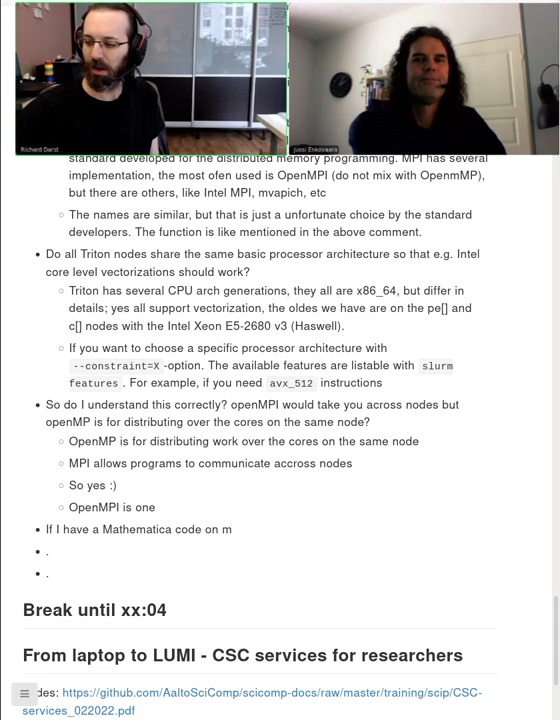 Richard Darst
Jussi Enkovaara
standard developed for the distributed memory programming. MPI has several
implementation, the most ofen used is OpenMPI (do not mix with OpenmMP),
but there are others, like Intel MPI, mvapich, etc
The names are similar, but that is just a unfortunate choice by the standard
developers. The function is like mentioned in the above comment.
Do all Triton nodes share the same basic processor architecture so that e.g. Intel
core level vectorizations should work?
Triton has several CPU arch generations, they all are x86_64, but differ in
details; yes all support vectorization, the oldes we have are on the pe[] and
c[] nodes with the Intel Xeon E5-2680 v3 (Haswell).
If you want to choose a specific processor architecture with
--constraint=X -option. The available features are listable with slurm
features . For example, if you need avx_512 instructions
So do I understand this correctly? openMPI would take you across nodes but
openMP is for distributing over the cores on the same node?
OpenMP is for distributing work over the cores on the same node
MPI allows programs to communicate accross nodes
So yes :)
OpenMPI is one
If I have a Mathematica code on m
.
.
Break until xx:04
From laptop to LUMI - CSC services for researchers
des: https://github.com/AaltoSciComp/scicomp-docs/raw/master/training/scip/CSC-
services_022022.pdf